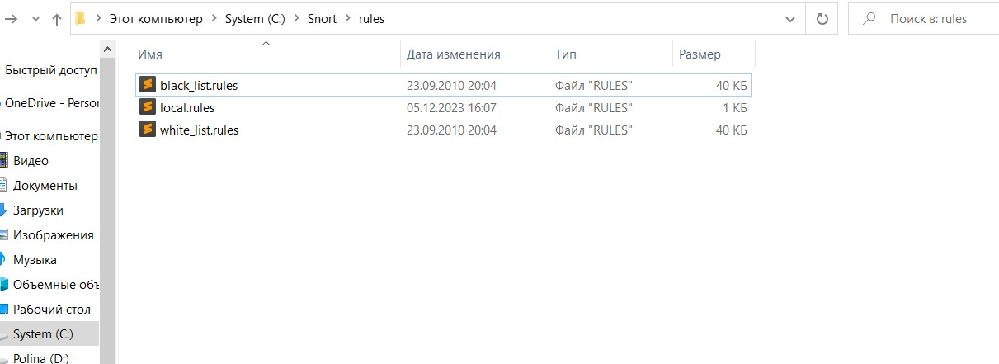 Этот компьютер > System (C:) > Snort > rules
Поиск в: rules
Имя Дата изменения Тип Размер
black_list.rules 23.09.2010 20:04 Файл "RULES" 40 КБ
local.rules 05.12.2023 16:07 Файл "RULES" 1 КБ
white_list.rules 23.09.2010 20:04 Файл "RULES" 40 КБ
Быстрый доступ
OneDrive - Person
Этот компьютер
Видео
Документы
Загрузки
Изображения
Музыка
Объемные объ
Рабочий стол
System (C:)
Polina (D:)